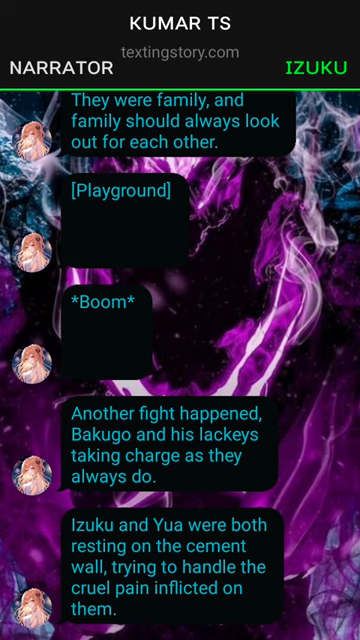 KUMAR TS
textingstory.com
NARRATOR
IZUKU
They were family, and
family should always look
out for each other.
[Playground]
*Boom*
Another fight happened,
Bakugo and his lackeys
taking charge as they
always do.
Izuku and Yua were both
resting on the cement
wall, trying to handle the
cruel pain inflicted on
them.